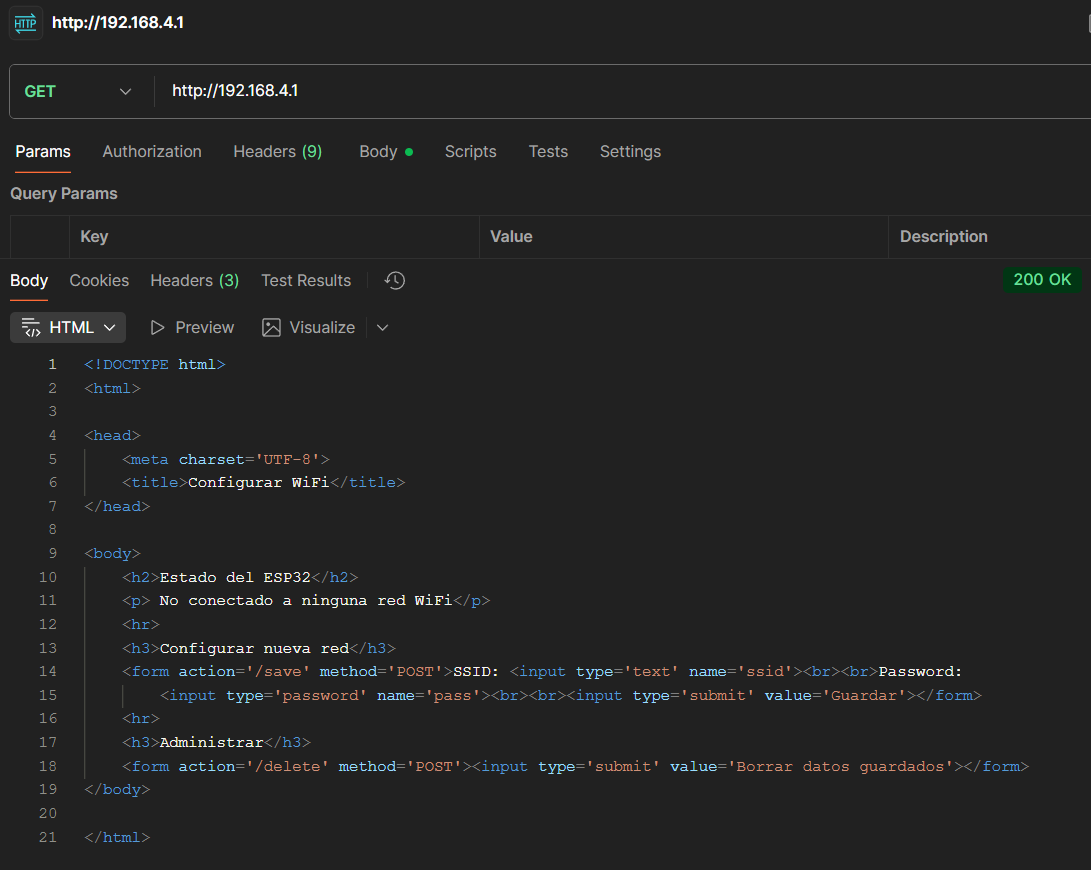 HTTP http://192.168.4.1
GET http://192.168.4.1
Params Authorization Headers (9) Body Scripts Tests Settings
Query Params
Key Value Description
Body Cookies Headers (3) Test Results 200 OK
HTML Preview Visualize
1 <!DOCTYPE html>
2 <html>
3
4 <head>
5 <meta charset='UTF-8'>
6 <title>Configurar WiFi</title>
7 </head>
8
9 <body>
10 <h2>Estado del ESP32</h2>
11 <p> No conectado a ninguna red WiFi</p>
12 <hr>
13 <h3>Configurar nueva red</h3>
14 <form action='/save' method='POST'>SSID: <input type='text' name='ssid'><br><br>Password:
15 <input type='password' name='pass'><br><br><input type='submit' value='Guardar'></form>
16 <hr>
17 <h3>Administrar</h3>
18 <form action='/delete' method='POST'><input type='submit' value='Borrar datos guardados'></form>
19 </body>
20
21 </html>